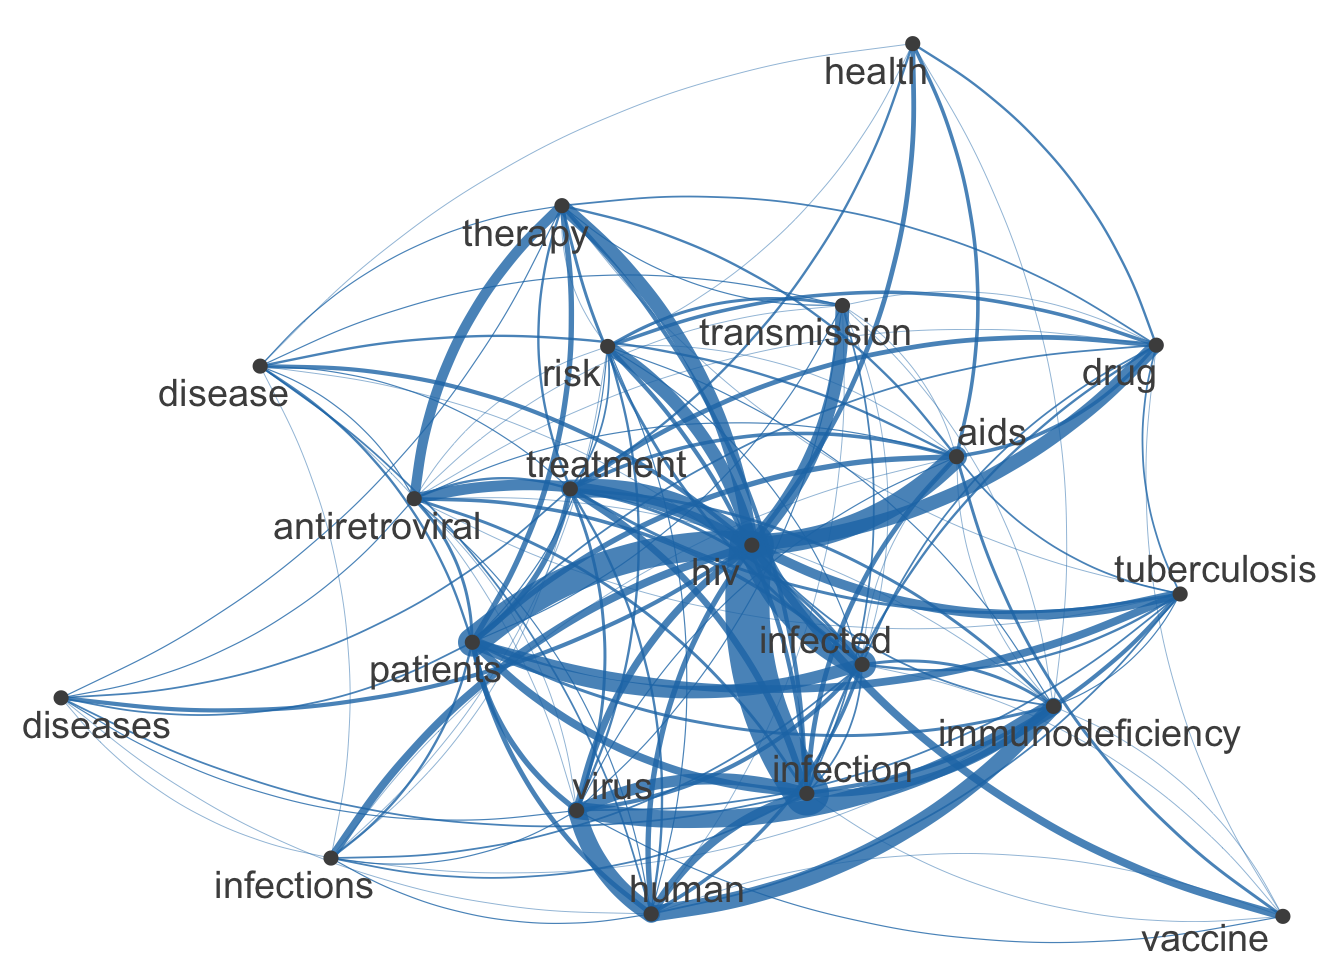 health
therapy
transmission
risk
drug
disease
aids
treatment
antiretroviral
hiv
tuberculosis
infected
patients
diseases
immunodeficiency
infection
virus
infections
human
vaccine